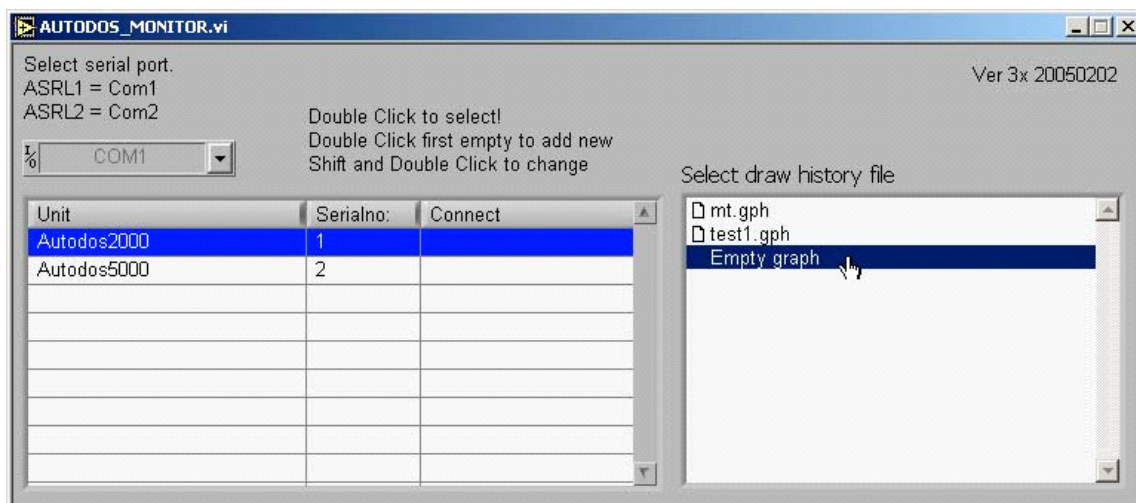 AUTODOS_MONITOR.vi
Select serial port.
ASRL1 = Com1
ASRL2 = Com2
Ver 3x 20050202
Double Click to select!
Double Click first empty to add new
Shift and Double Click to change
I/O COM1
Select draw history file
Unit Serialno: Connect
Autodos2000 1
Autodos5000 2
mt.gph
test1.gph
Empty graph